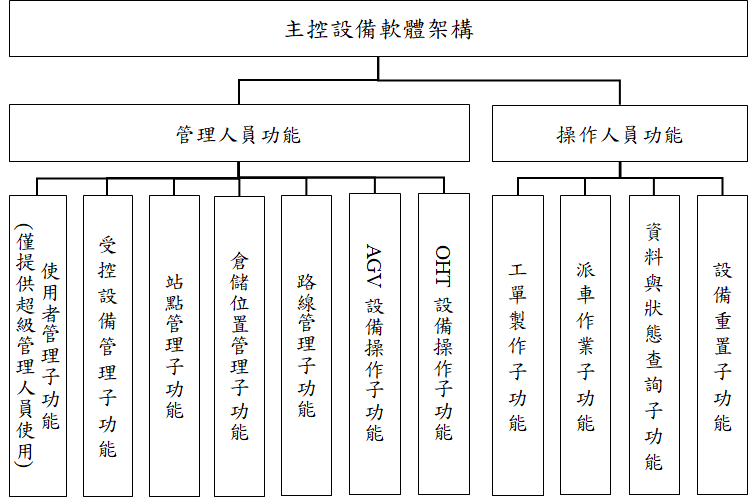 主控設備軟體架構
管理人員功能
操作人員功能
使用者管理子功能
(僅提供超級管理人員使用)
受控設備管理子功能
站點管理子功能
倉儲位置管理子功能
路線管理子功能
AGV 設備操作子功能
OHT 設備操作子功能
工單製作子功能
派車作業子功能
資料與狀態查詢子功能
設備重置子功能